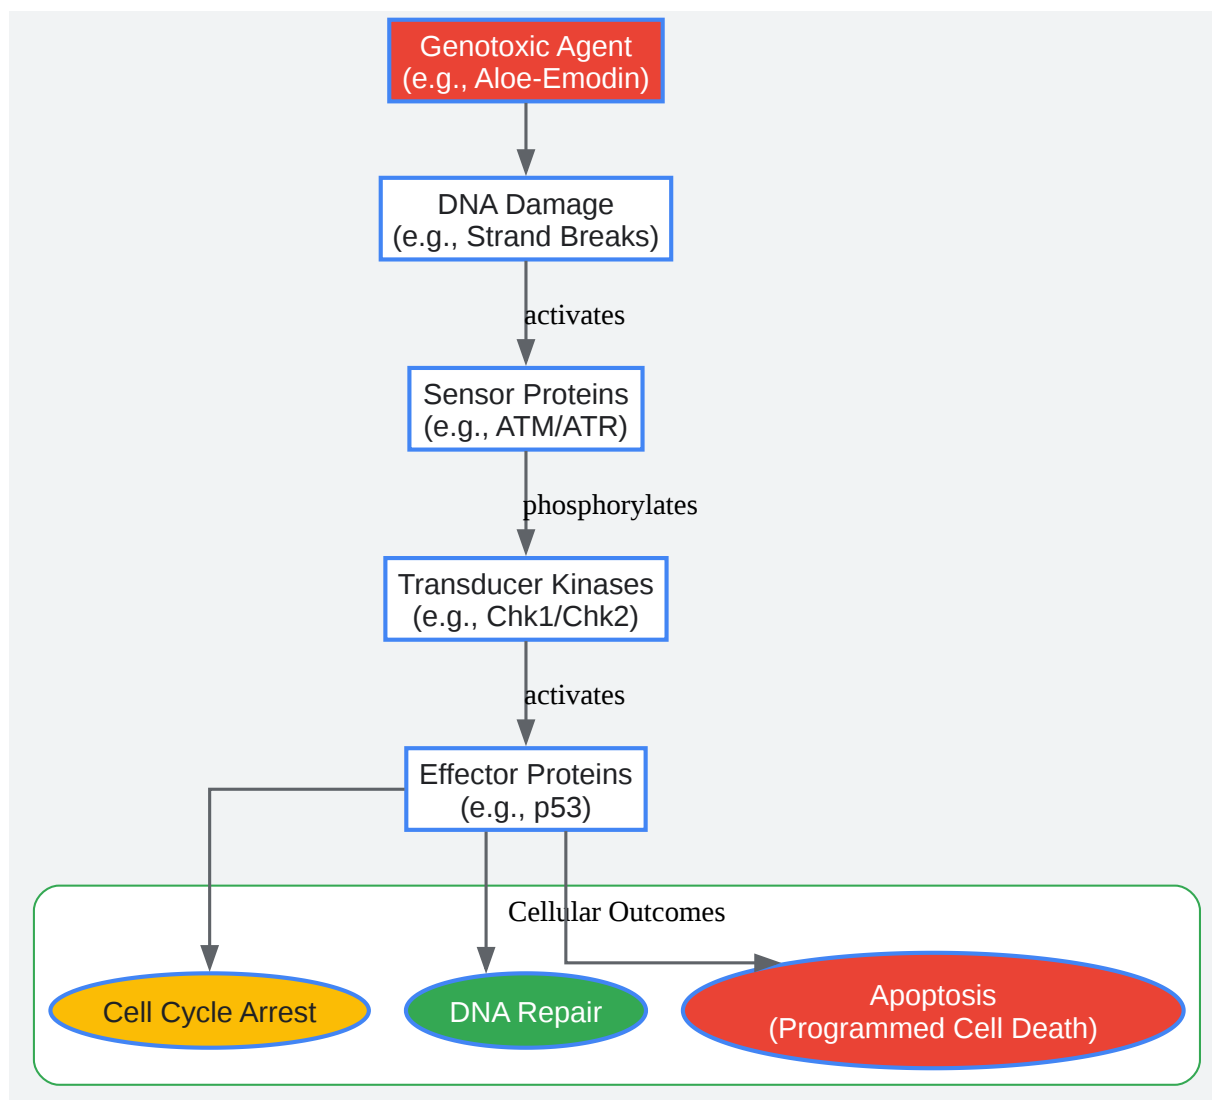 Genotoxic Agent
(e.g., Aloe-Emodin)
DNA Damage
(e.g., Strand Breaks)
activates
Sensor Proteins
(e.g., ATM/ATR)
phosphorylates
Transducer Kinases
(e.g., Chk1/Chk2)
activates
Effector Proteins
(e.g., p53)
Cellular Outcomes
Cell Cycle Arrest
DNA Repair
Apoptosis
(Programmed Cell Death)